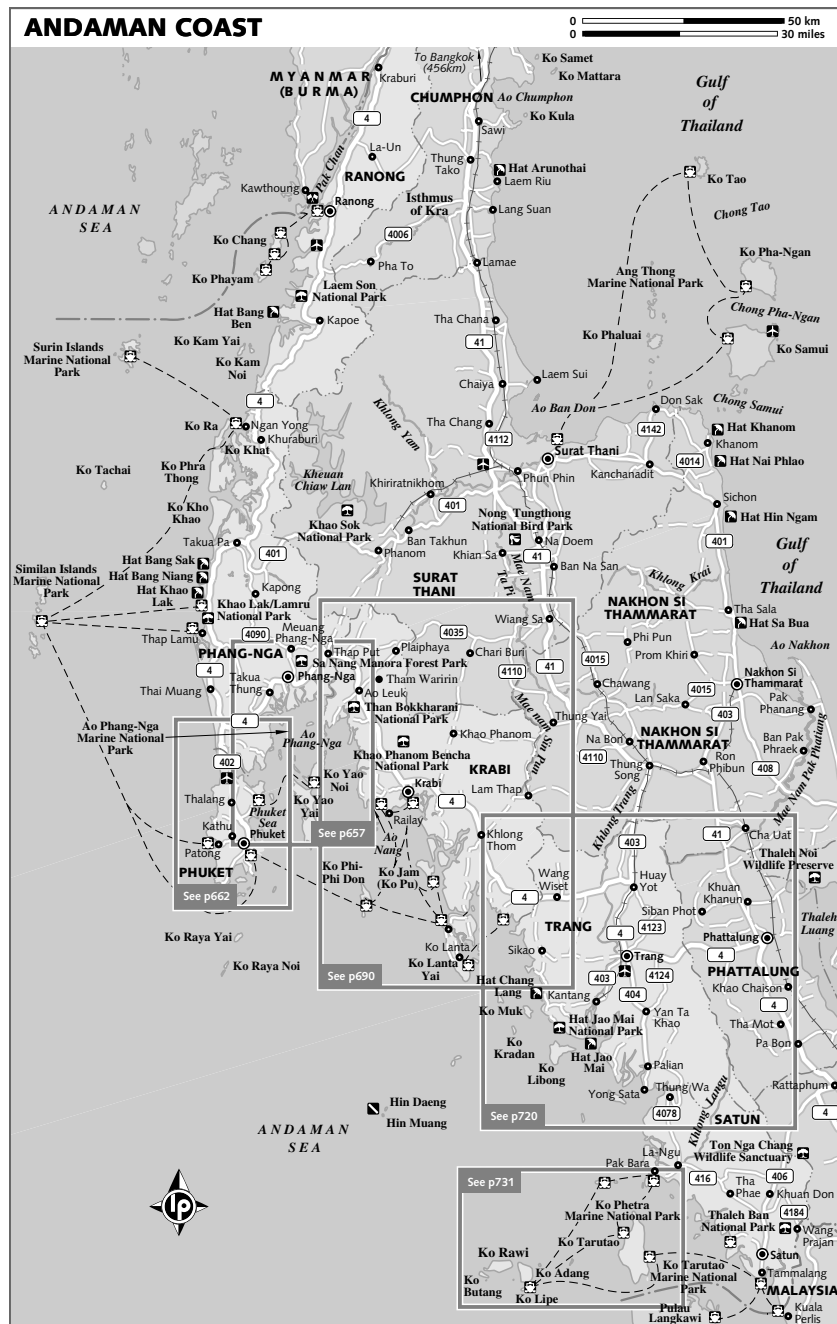 ANDAMAN COAST
0 50 km
0 30 miles
To Bangkok
(456km)
Ko Samet
Ko Mattara
MYANMAR
(BURMA)
Kraburi
CHUMPHON
Ao Chumphon
Ko Kula
Gulf
of
Thailand
4
Sawi
La-Un
Thung
Tako
Hat Arunothai
Laem Riu
Pak Chan
RANONG
Kawthoung
Ranong
Isthmus
of Kra
Lang Suan
Ko Tao
Chong Tao
ANDAMAN
SEA
Ko Chang
4006
Pha To
Lamae
Ko Phayam
Ang Thong
Marine National Park
Ko Pha-Ngan
Laem Son
National Park
Hat Bang
Ben
Kapoe
Tha Chana
Chong Pha-Ngan
Ko Phaluai
Ko Samui
Surin Islands
Marine National
Park
Ko Kam Yai
Ko Kam
Noi
41
Chaiya
Laem Sui
Ao Ban Don
Don Sak
Chong Samui
4
Ko Ra
Ngan Yong
Khuraburi
Ko Khat
Khlong Yam
Tha Chang
4112
4142
Hat Khanom
Khanom
Surat Thani
4014
Hat Nai Phlao
Ko Tachai
Ko Phra
Thong
Kheuan
Chiaw Lan
Khiriratnikhom
Phun Phin
Kanchanadit
Sichon
Ko Kho
Khao
Khao Sok
National Park
401
Nong Tungthong
National Bird Park
Hat Hin Ngam
Takua Pa
Ban Takhun
Phanom
Na Doem
401
Gulf
of
Thailand
Hat Bang Sak
Hat Bang Niang
Hat Khao
Lak
401
Khian Sa
Mae Nam
Ta Pi
41
Ban Na San
Khlong Krai
Similan Islands
Marine National
Park
Kapong
SURAT
THANI
NAKHON SI
THAMMARAT
Tha Sala
Hat Sa Bua
Khao Lak/Lamru
National Park
Wiang Sa
Phi Pun
Ao Nakhon
Thap Lamu
4090
Meuang
Phang-Nga
Thap Put
Plaiphaya
4035
Chari Buri
Prom Khiri
PHANG-NGA
Sa Nang Manora Forest Park
4110
41
4015
Chawang
4015
Nakhon Si
Thammarat
4
Takua
Thung
Phang-Nga
Tham Waririn
Lan Saka
Pak
Phanang
Thai Muang
Ao Leuk
Than Bokkharani
National Park
Mae nam
Sin Pun
Thung Yai
403
4
Ao Phang-Nga
Marine National
Park
Ao
Phang-Nga
Khao Phanom
Na Bon
NAKHON SI
THAMMARAT
Ban Pak
Phraek
Khao Phanom Bencha
National Park
4110
Ron
Phibun
408
402
Ko Yao
Noi
KRABI
Thung
Song
Mae Nam Pak Phatiang
Thalang
Ko Yao
Yai
Krabi
Lam Thap
Phuket
Sea
Railay
4
Khlong Trang
Kathu
Phuket
See p657
Ao
Nang
Khlong
Thom
41
Cha Uat
Patong
403
Thaleh Noi
Wildlife Preserve
PHUKET
Ko Phi-
Phi Don
Ko Jam
(Ko Pu)
Wang
Wiset
Huay
Yot
Khuan
Khanun
See p662
4
Siban Phot
Thaleh
Luang
TRANG
4
4123
Phattalung
Ko Raya Yai
Ko Lanta
Sikao
Trang
4
Ko Raya Noi
Ko Lanta
Yai
PHATTALUNG
See p690
Hat Chang
Lang
403
4124
Khao Chaison
Kantang
404
4
Ko Muk
Yan Ta
Khao
Hat Jao Mai
National Park
Tha Mot
Ko
Kradan
Hat Jao
Mai
Pa Bon
Ko
Libong
Palian
Hin Daeng
Yong Sata
Thung Wa
Rattaphum
Hin Muang
4078
Khlong Langu
4
See p720
SATUN
ANDAMAN
SEA
Ton Nga Chang
Wildlife Sanctuary
La-Ngu
Pak Bara
416
406
See p731
Tha
Phae
Khuan Don
lp
Ko Phetra
Marine National Park
Thaleh Ban
National Park
4184
Wang
Prajan
Ko Tarutao
Ko Rawi
Satun
Ko Adang
Ko Tarutao
Marine National
Park
Ko
Butang
Tammalang
Ko Lipe
MALAYSIA
Pulau
Langkawi
Kuala
Perlis